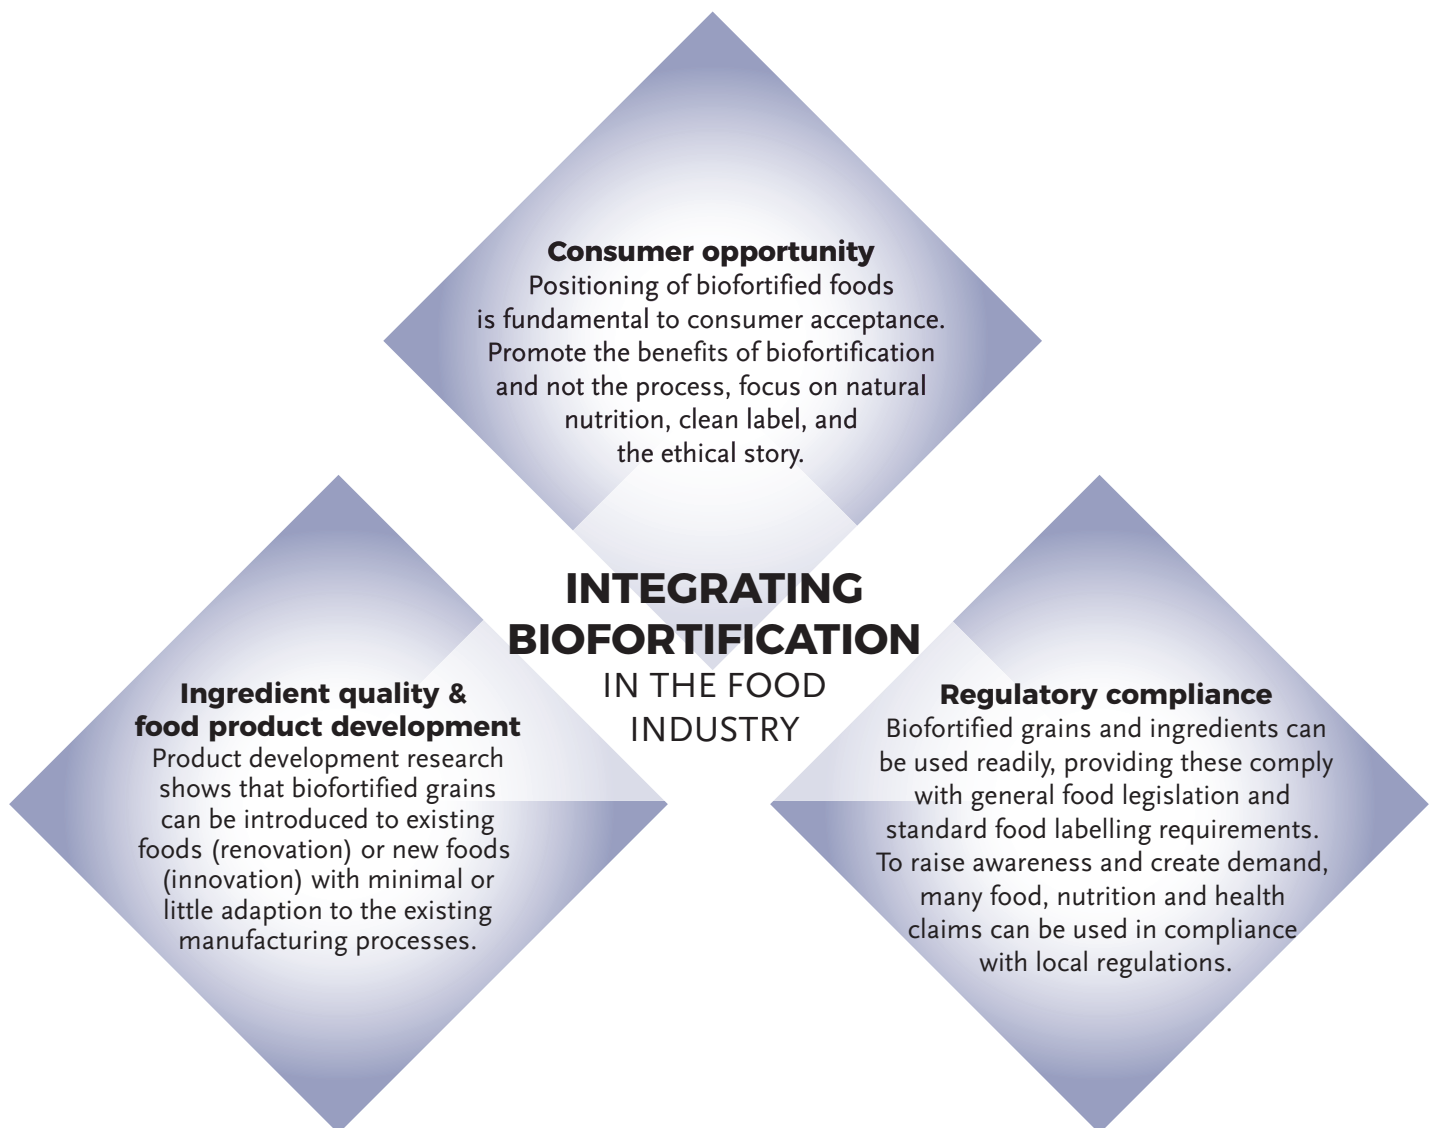 Consumer opportunity
Positioning of biofortified foods
is fundamental to consumer acceptance.
Promote the benefits of biofortification
and not the process, focus on natural
nutrition, clean label, and
the ethical story.
INTEGRATING
BIOFORTIFICATION
IN THE FOOD
INDUSTRY
Ingredient quality &
food product development
Product development research
shows that biofortified grains
can be introduced to existing
foods (renovation) or new foods
(innovation) with minimal or
little adaption to the existing
manufacturing processes.
Regulatory compliance
Biofortified grains and ingredients can
be used readily, providing these comply
with general food legislation and
standard food labelling requirements.
To raise awareness and create demand,
many food, nutrition and health
claims can be used in compliance
with local regulations.